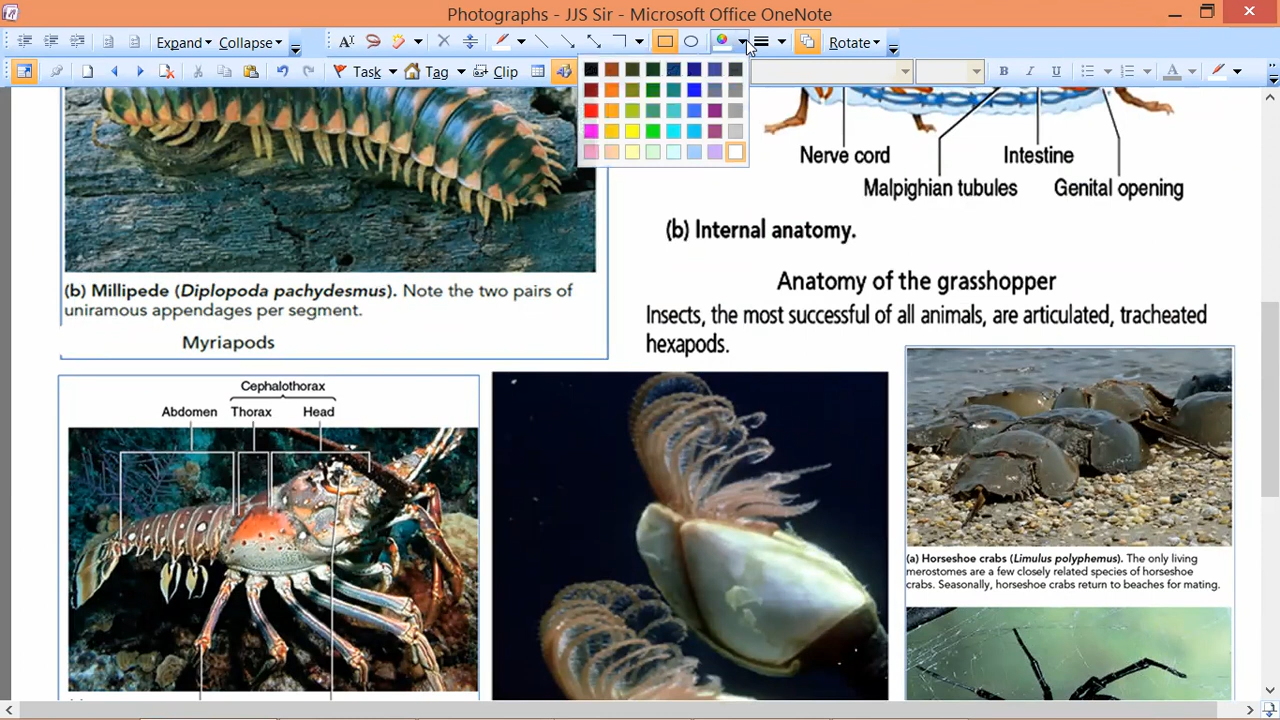 Photographs - JJS Sir - Microsoft Office OneNote
Expand Collapse Rotate
Task Tag Clip B I U A
Nerve cord Intestine
Malpighian tubules Genital opening
(b) Internal anatomy.
Anatomy of the grasshopper
Insects, the most successful of all animals, are articulated, tracheated
hexapods.
(b) Millipede (Diplopoda pachydesmus). Note the two pairs of
uniramous appendages per segment.
Myriapods
Cephalothorax
Abdomen Thorax Head
(a) Horseshoe crabs (Limulus polyphemus). The only living
merostomes are a few closely related species of horseshoe
crabs. Seasonally, horseshoe crabs return to beaches for mating.